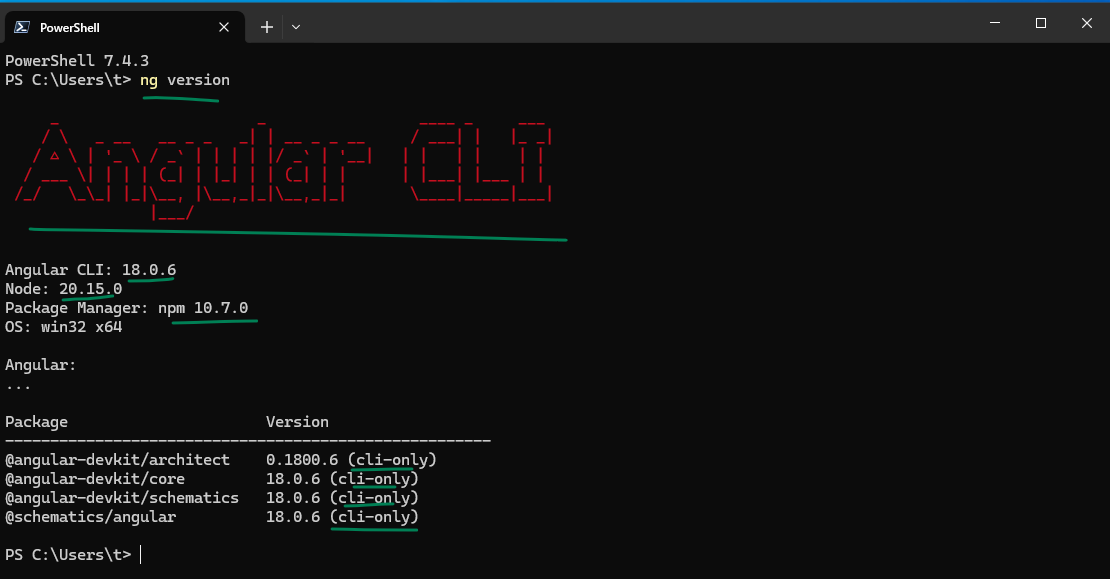 PowerShell
PowerShell 7.4.3
PS C:\Users\t> ng version
Angular CLI
Angular CLI: 18.0.6
Node: 20.15.0
Package Manager: npm 10.7.0
OS: win32 x64
Angular:
...
Package                      Version
------------------------------------------------------
@angular-devkit/architect    0.1800.6 (cli-only)
@angular-devkit/core         18.0.6 (cli-only)
@angular-devkit/schematics   18.0.6 (cli-only)
@schematics/angular          18.0.6 (cli-only)
PS C:\Users\t>